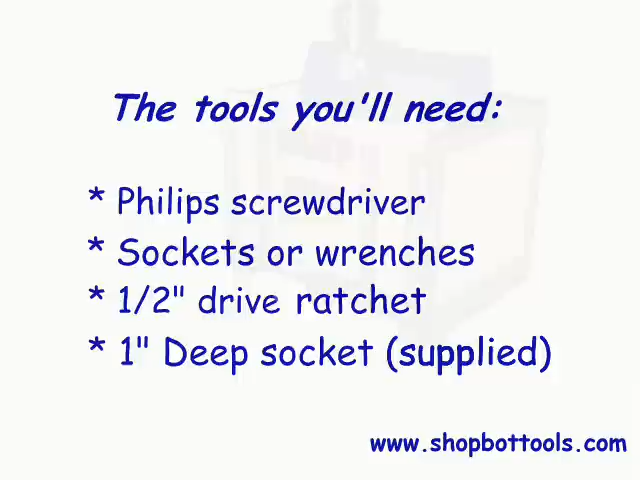 The tools you'll need:
* Philips screwdriver
* Sockets or wrenches
* 1/2" drive ratchet
* 1" Deep socket (supplied)
www.shopbottools.com